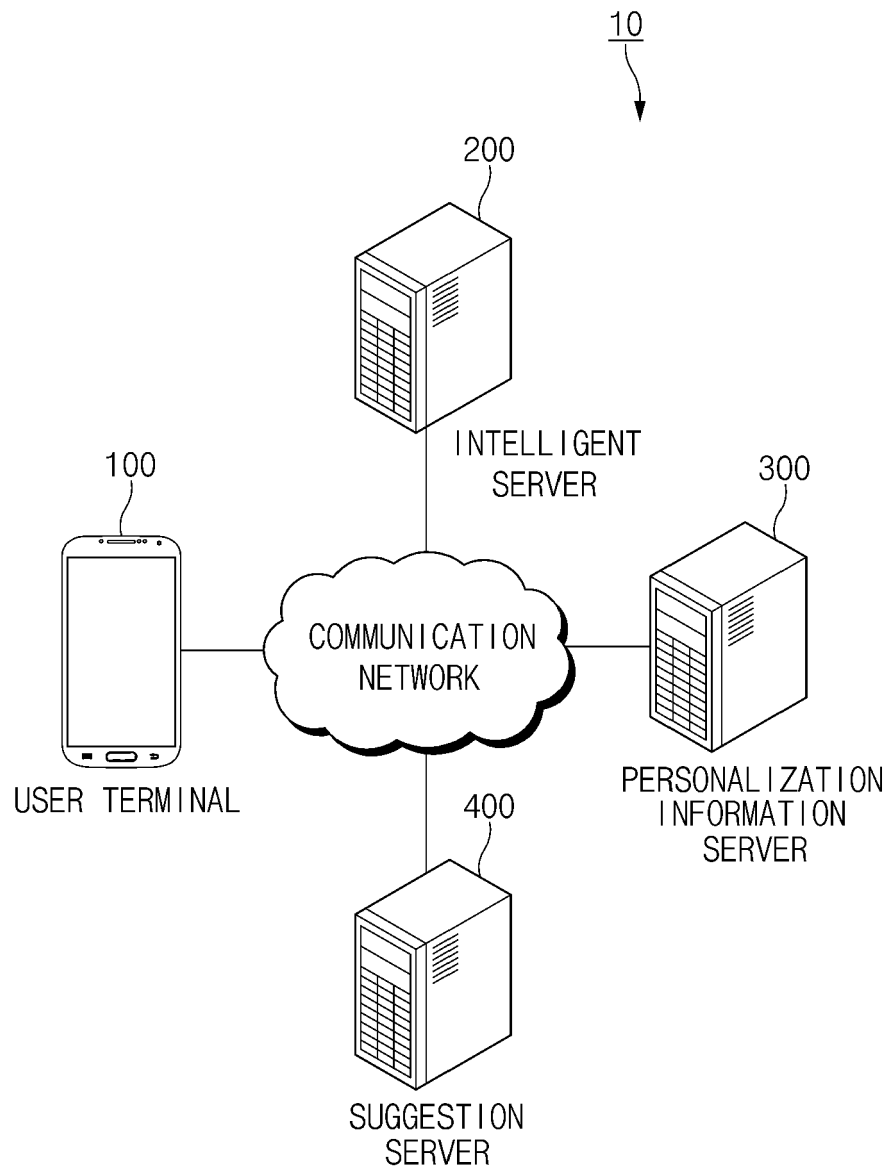 10
200
INTELLIGENT
SERVER
100
300
COMMUNICATION
NETWORK
USER TERMINAL
PERSONALIZATION
INFORMATION
SERVER
400
SUGGESTION
SERVER